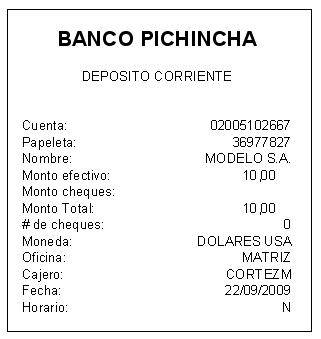 BANCO PICHINCHA
DEPOSITO CORRIENTE
Cuenta: 02005102667
Papeleta: 36977827
Nombre: MODELO S.A.
Monto efectivo: 10,00
Monto cheques:
Monto Total: 10,00
# de cheques: 0
Moneda: DOLARES USA
Oficina: MATRIZ
Cajero: CORTEZM
Fecha: 22/09/2009
Horario: N